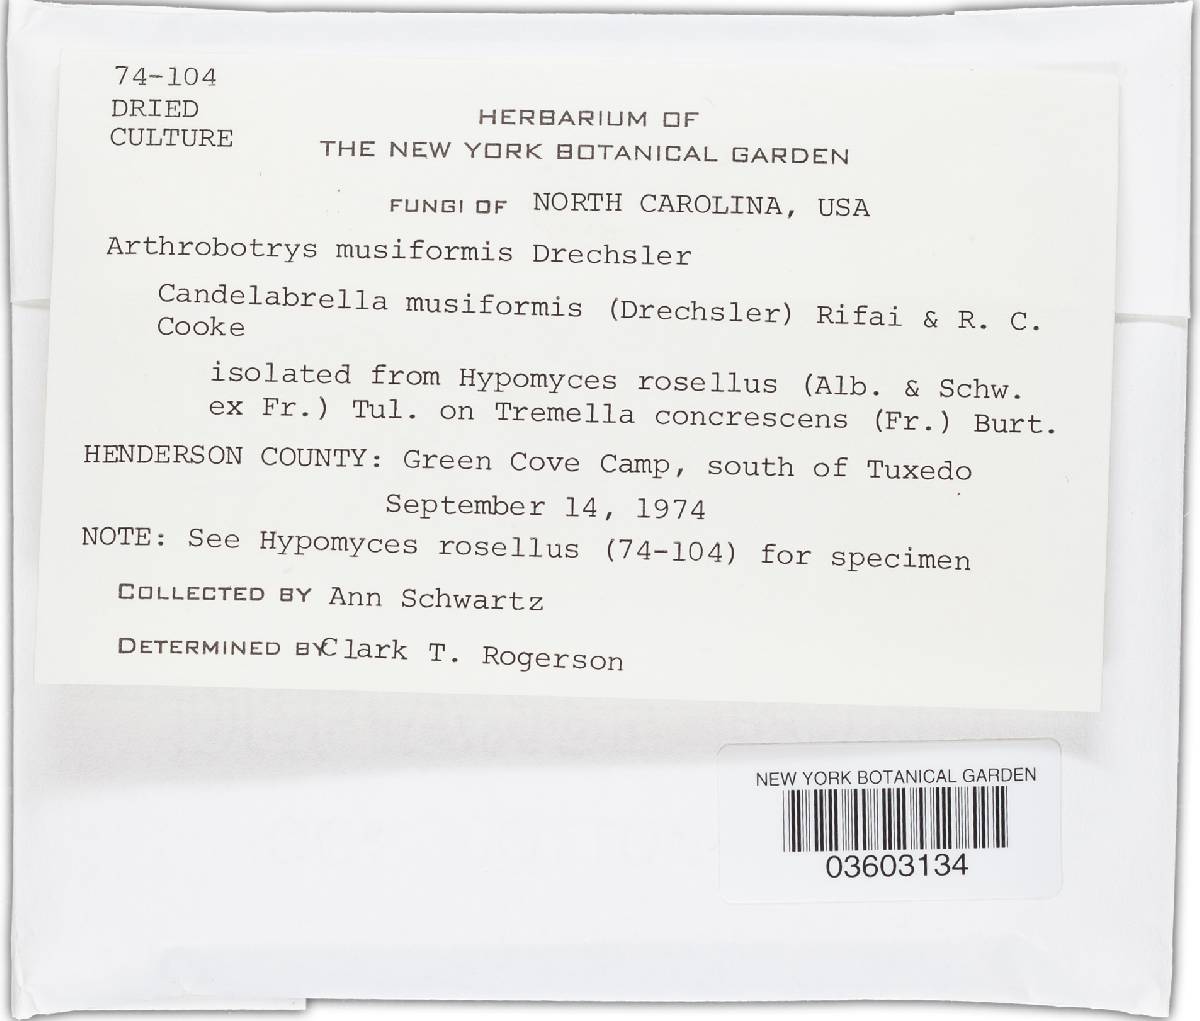 74-104
DRIED
CULTURE
HERBARIUM OF
THE NEW YORK BOTANICAL GARDEN
FUNGI OF NORTH CAROLINA, USA
Arthrobotrys musiformis Drechsler
Candelabrella musiformis (Drechsler) Rifai & R. C.
Cooke
isolated from Hypomyces rosellus (Alb. & Schw.
ex Fr.) Tul. on Tremella concrescens (Fr.) Burt.
HENDERSON COUNTY: Green Cove Camp, south of Tuxedo
September 14, 1974
NOTE: See Hypomyces rosellus (74-104) for specimen
COLLECTED BY Ann Schwartz
DETERMINED BY Clark T. Rogerson
NEW YORK BOTANICAL GARDEN
03603134